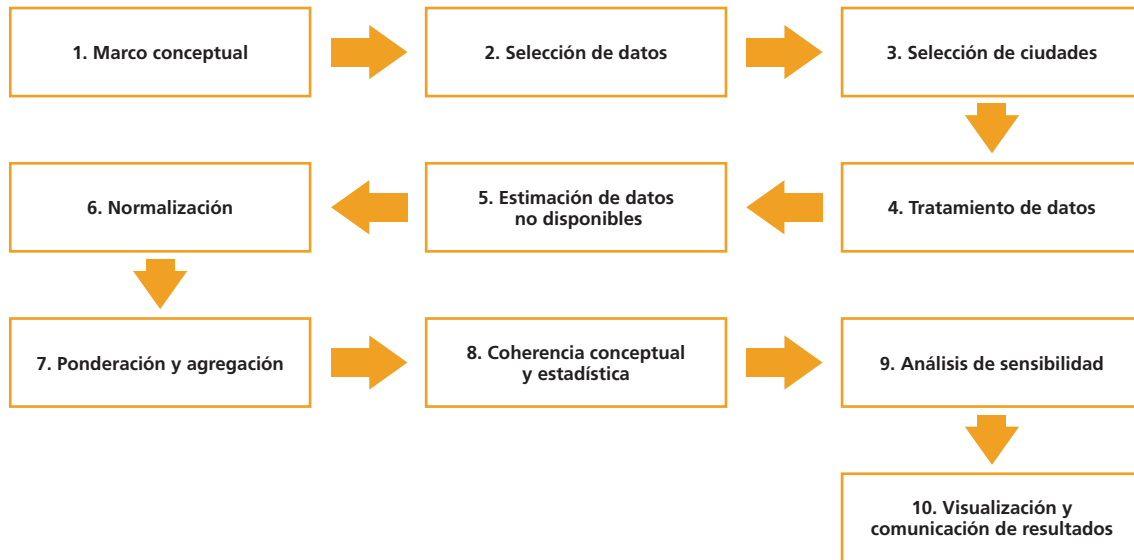 1. Marco conceptual
2. Selección de datos
3. Selección de ciudades
4. Tratamiento de datos
5. Estimación de datos
no disponibles
6. Normalización
7. Ponderación y agregación
8. Coherencia conceptual
y estadística
9. Análisis de sensibilidad
10. Visualización y
comunicación de resultados